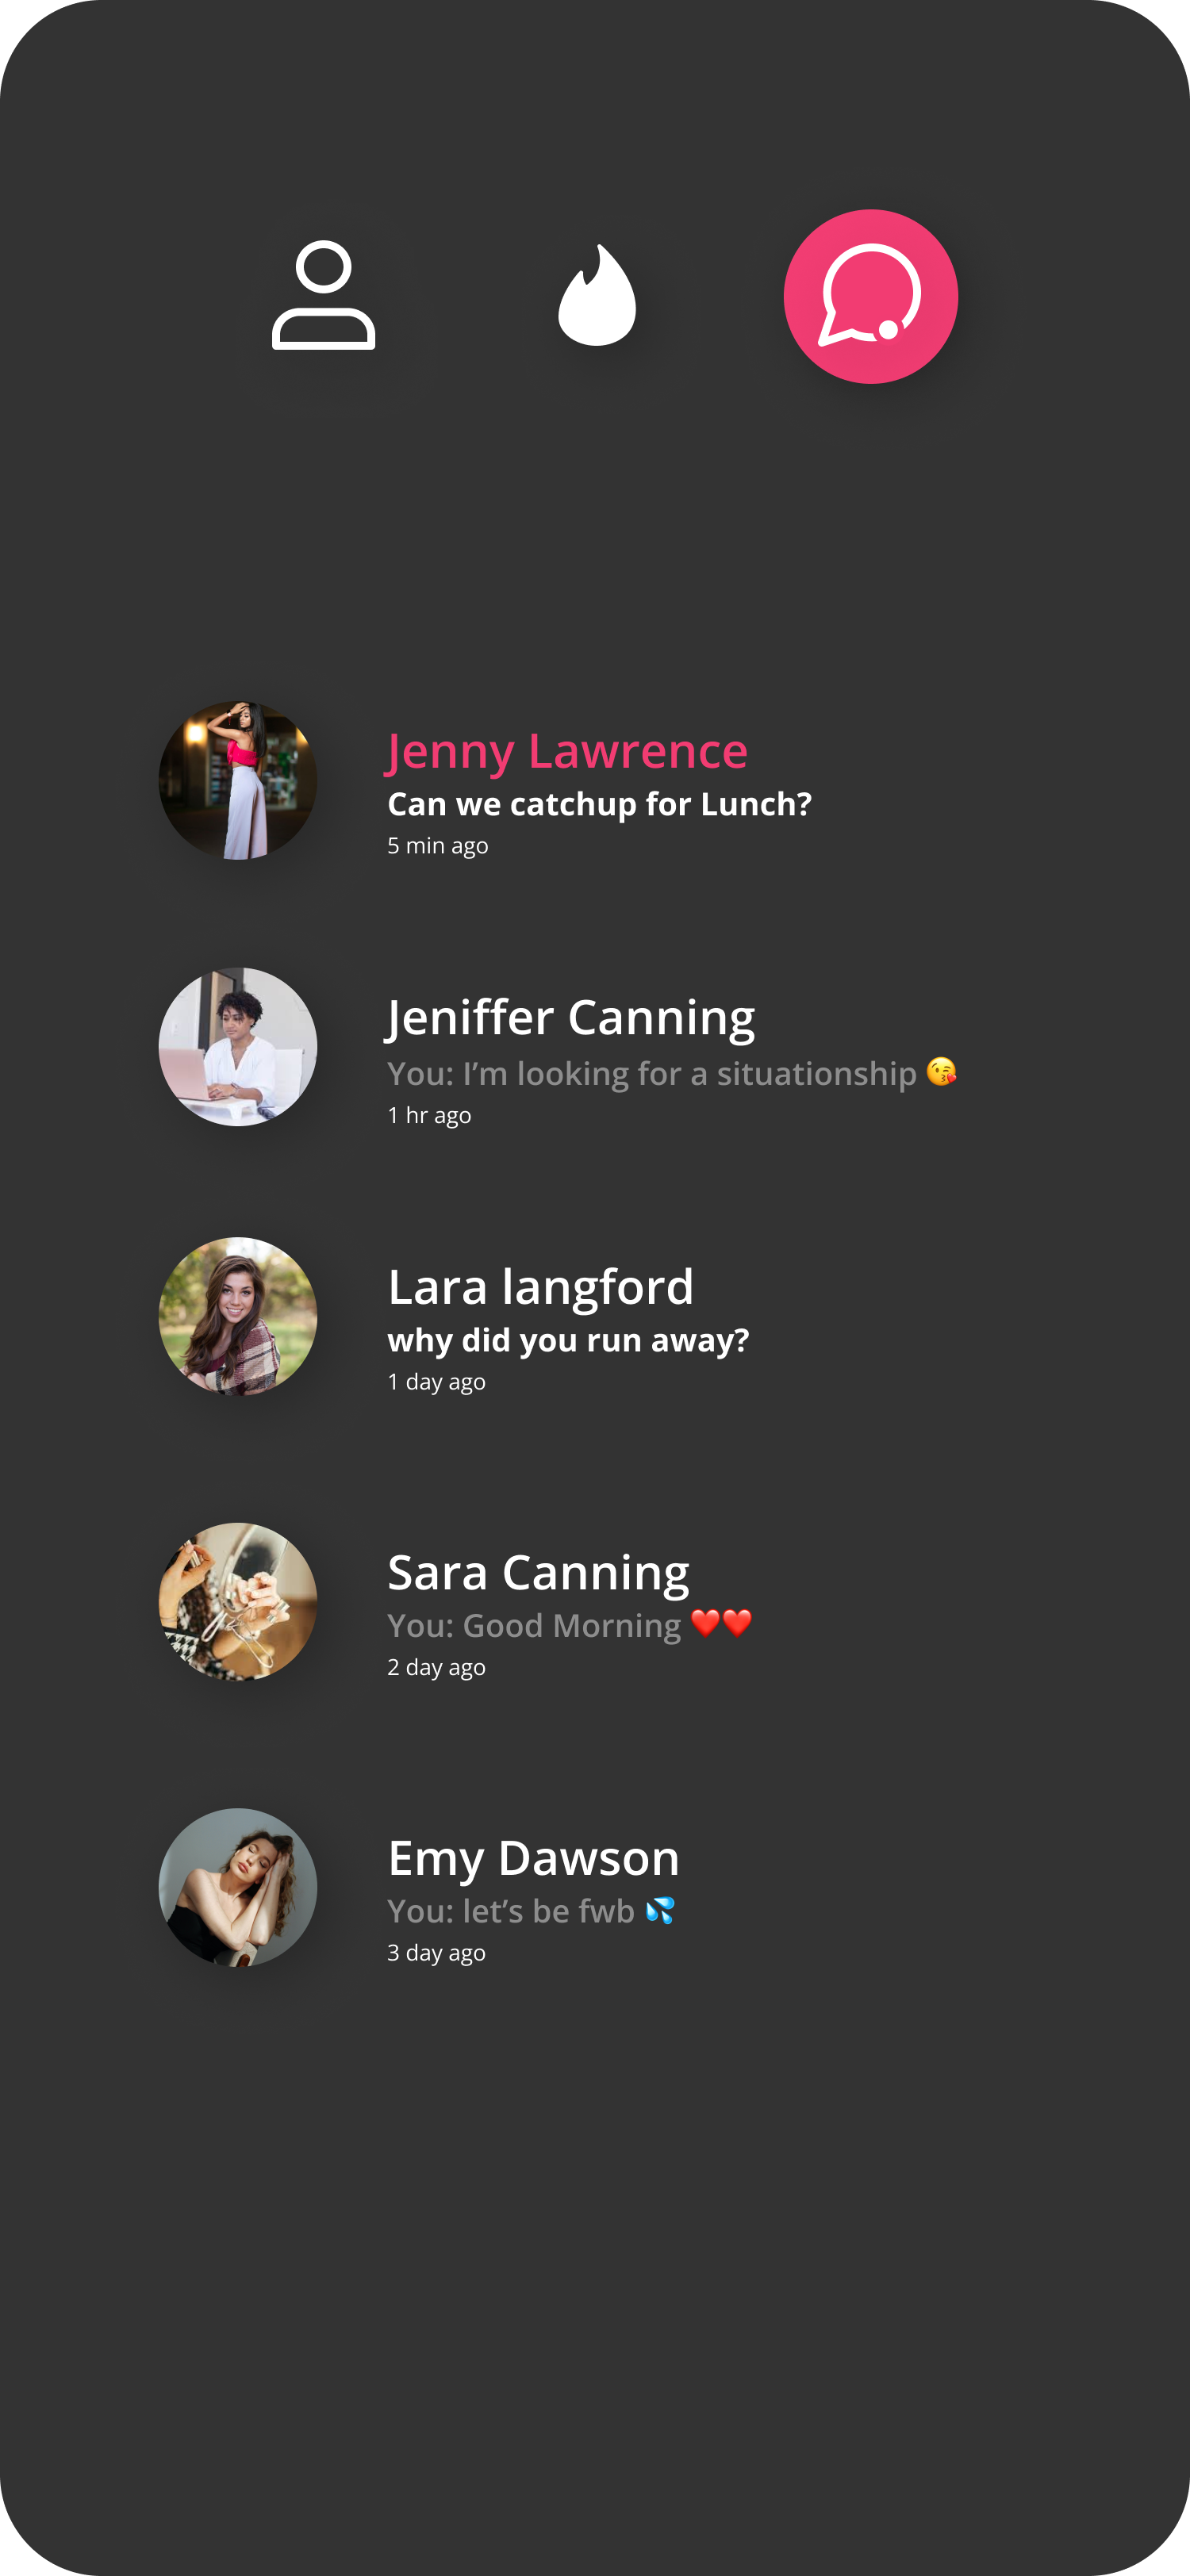 Jenny Lawrence
Can we catchup for Lunch?
5 min ago
Jeniffer Canning
You: I’m looking for a situationship 😘
1 hr ago
Lara langford
why did you run away?
1 day ago
Sara Canning
You: Good Morning ❤️❤️
2 day ago
Emy Dawson
You: let’s be fwb 💦
3 day ago